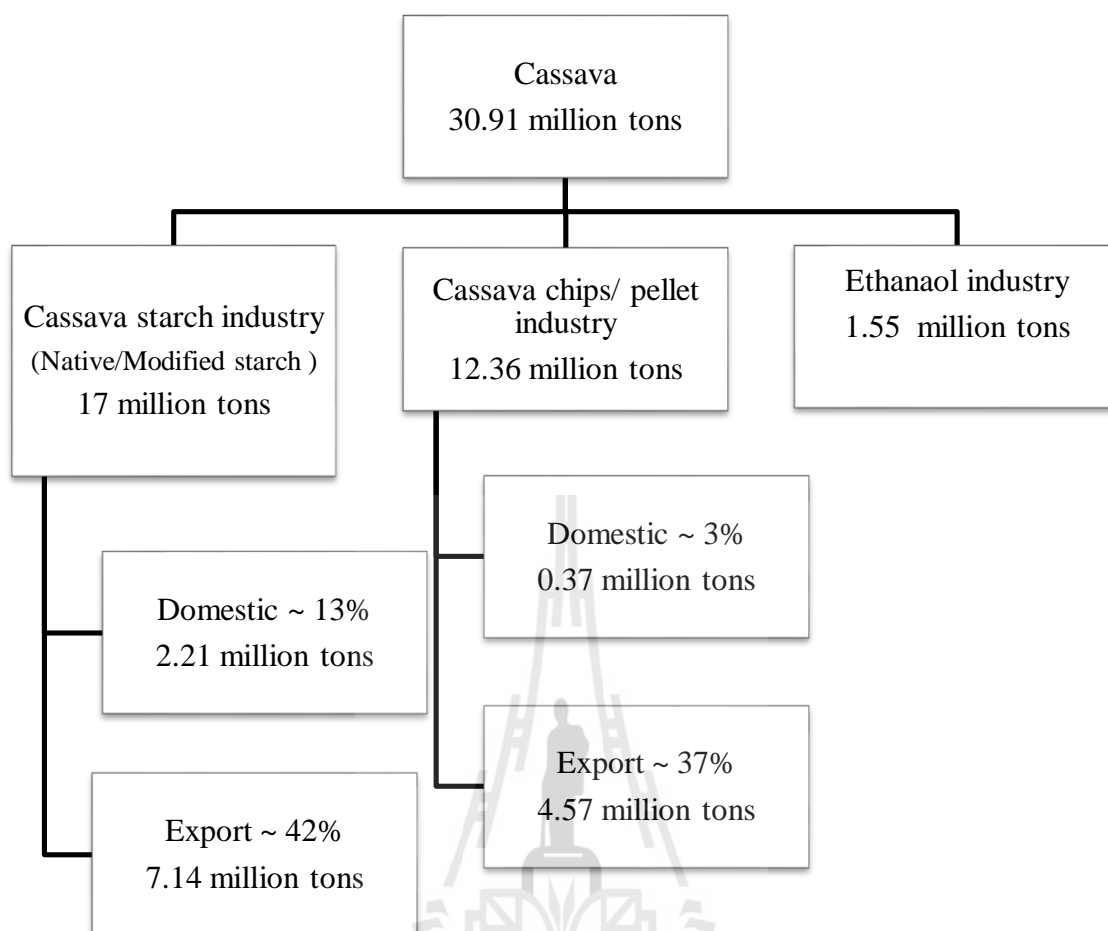 Cassava
30.91 million tons
Cassava starch industry
(Native/Modified starch )
17 million tons
Domestic ~ 13%
2.21 million tons
Export ~ 42%
7.14 million tons
Cassava chips/ pellet
industry
12.36 million tons
Domestic ~ 3%
0.37 million tons
Export ~ 37%
4.57 million tons
Ethanaol industry
1.55 million tons